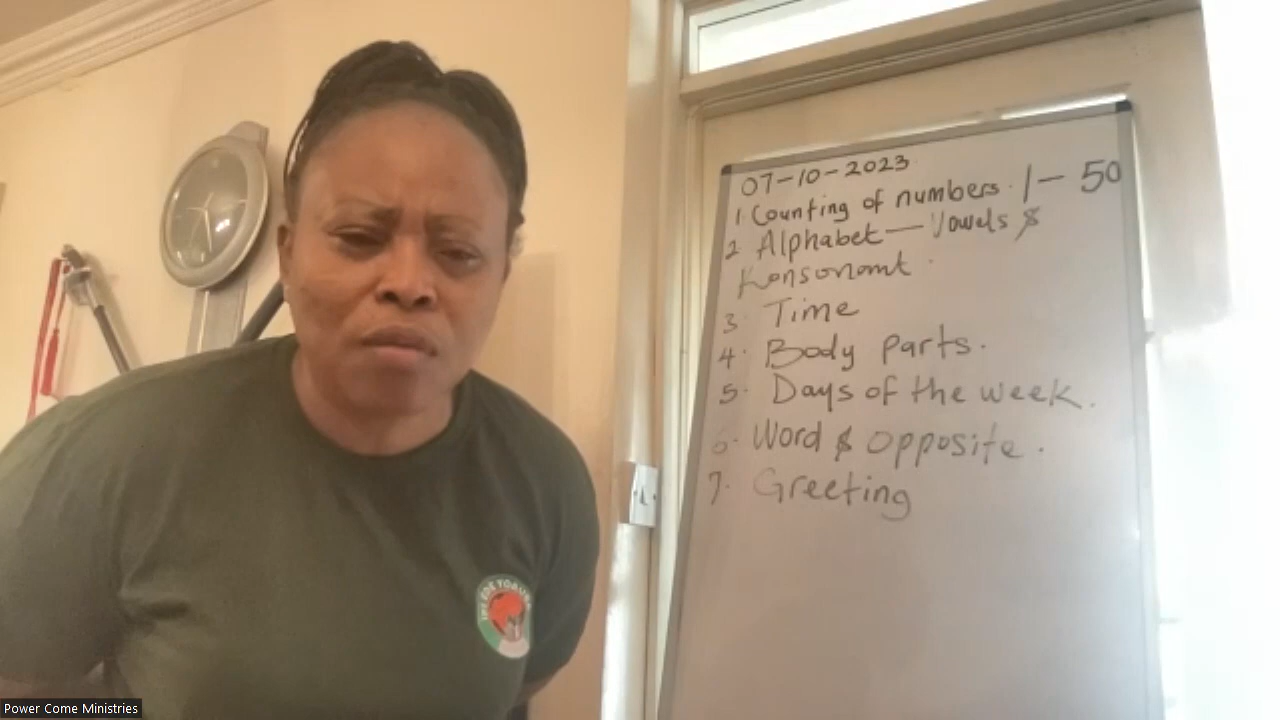 07-10-2023
1. Counting of numbers. 1 - 50
2 Alphabet - Vowels &
Konsonant.
3. Time
4. Body parts.
5. Days of the week.
6. Word & opposite.
7. Greeting
Power Come Ministries